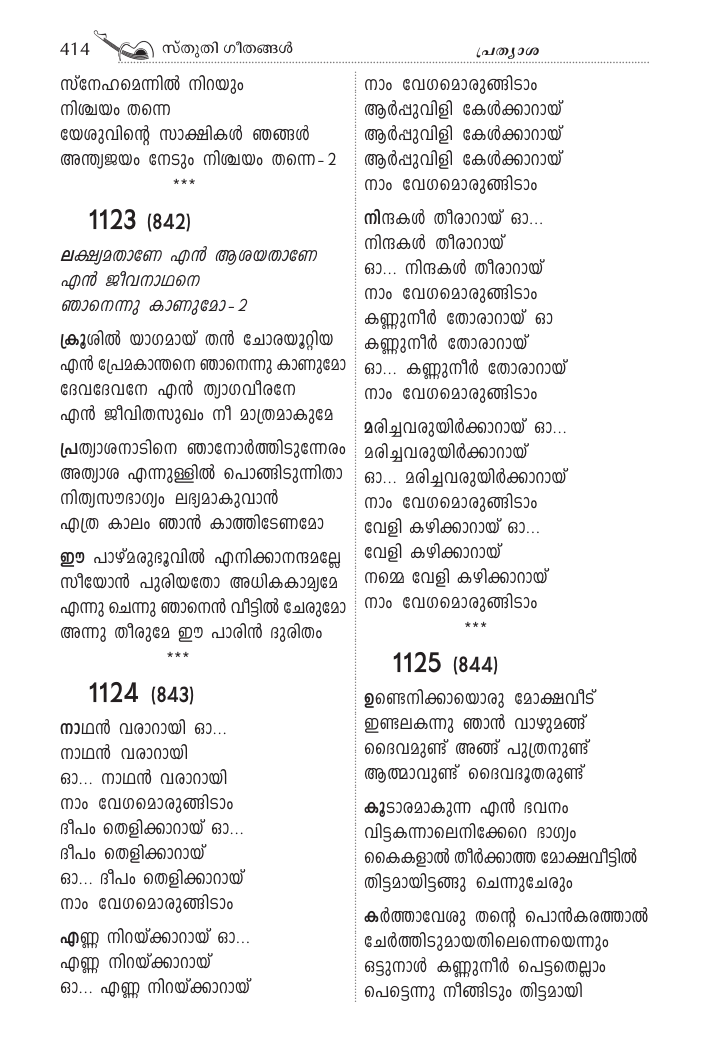 414 സ്തുതി ഗീതങ്ങൾ പ്രത്യാശ
സ്നേഹമെന്നിൽ നിറയും
നിശ്ചയം തന്നെ
യേശുവിന്റെ സാക്ഷികൾ ഞങ്ങൾ
അന്ത്യജയം നേടും നിശ്ചയം തന്നെ-2
***
1123 (842)
ലക്ഷ്യമതാണേ എൻ ആശയതാണേ
എൻ ജീവനാഥനെ
ഞാനെന്നു കാണുമോ-2
ക്രൂശിൽ യാഗമായ് തൻ ചോരയൂറ്റിയ
എൻ പ്രേമകാന്തനെ ഞാനെന്നു കാണുമോ
ദേവദേവനേ എൻ ത്യാഗവീരനേ
എൻ ജീവിതസുഖം നീ മാത്രമാകുമേ
പ്രത്യാശനാടിനെ ഞാനോർത്തിടുന്നേരം
അത്യാശ എന്നുള്ളിൽ പൊങ്ങിടുന്നിതാ
നിത്യസൗഭാഗ്യം ലഭ്യമാകുവാൻ
എത്ര കാലം ഞാൻ കാത്തിടേണമോ
ഈ പാഴ്മരുഭൂവിൽ എനിക്കാനന്ദമല്ലേ
സീയോൻ പുരിയതോ അധികകാമ്യമേ
എന്നു ചെന്നു ഞാനെൻ വീട്ടിൽ ചേരുമോ
അന്നു തീരുമേ ഈ പാരിൻ ദുരിതം
***
1124 (843)
നാഥൻ വരാറായി ഓ...
നാഥൻ വരാറായി
ഓ... നാഥൻ വരാറായി
നാം വേഗമൊരുങ്ങിടാം
ദീപം തെളിക്കാറായ് ഓ...
ദീപം തെളിക്കാറായ്
ഓ... ദീപം തെളിക്കാറായ്
നാം വേഗമൊരുങ്ങിടാം
എണ്ണ നിറയ്ക്കാറായ് ഓ...
എണ്ണ നിറയ്ക്കാറായ്
ഓ... എണ്ണ നിറയ്ക്കാറായ്
നാം വേഗമൊരുങ്ങിടാം
ആർപ്പുവിളി കേൾക്കാറായ്
ആർപ്പുവിളി കേൾക്കാറായ്
ആർപ്പുവിളി കേൾക്കാറായ്
നാം വേഗമൊരുങ്ങിടാം
നിന്ദകൾ തീരാറായ് ഓ...
നിന്ദകൾ തീരാറായ്
ഓ... നിന്ദകൾ തീരാറായ്
നാം വേഗമൊരുങ്ങിടാം
കണ്ണുനീർ തോരാറായ് ഓ
കണ്ണുനീർ തോരാറായ്
ഓ... കണ്ണുനീർ തോരാറായ്
നാം വേഗമൊരുങ്ങിടാം
മരിച്ചവരുയിർക്കാറായ് ഓ...
മരിച്ചവരുയിർക്കാറായ്
ഓ... മരിച്ചവരുയിർക്കാറായ്
നാം വേഗമൊരുങ്ങിടാം
വേളി കഴിക്കാറായ് ഓ...
വേളി കഴിക്കാറായ്
നമ്മെ വേളി കഴിക്കാറായ്
നാം വേഗമൊരുങ്ങിടാം
***
1125 (844)
ഉണ്ടെനിക്കായൊരു മോക്ഷവീട്
ഇണ്ടലകന്നു ഞാൻ വാഴുമങ്ങ്
ദൈവമുണ്ട് അങ്ങ് പുത്രനുണ്ട്
ആത്മാവുണ്ട് ദൈവദൂതരുണ്ട്
കൂടാരമാകുന്ന എൻ ഭവനം
വിട്ടകന്നാലെനിക്കേറെ ഭാഗ്യം
കൈകളാൽ തീർക്കാത്ത മോക്ഷവീട്ടിൽ
തിട്ടമായിട്ടങ്ങു ചെന്നുചേരും
കർത്താവേശു തന്റെ പൊൻകരത്താൽ
ചേർത്തിടുമായതിലെന്നെയെന്നും
ഒട്ടുനാൾ കണ്ണുനീർ പെട്ടതെല്ലാം
പെട്ടെന്നു നീങ്ങിടും തിട്ടമായി